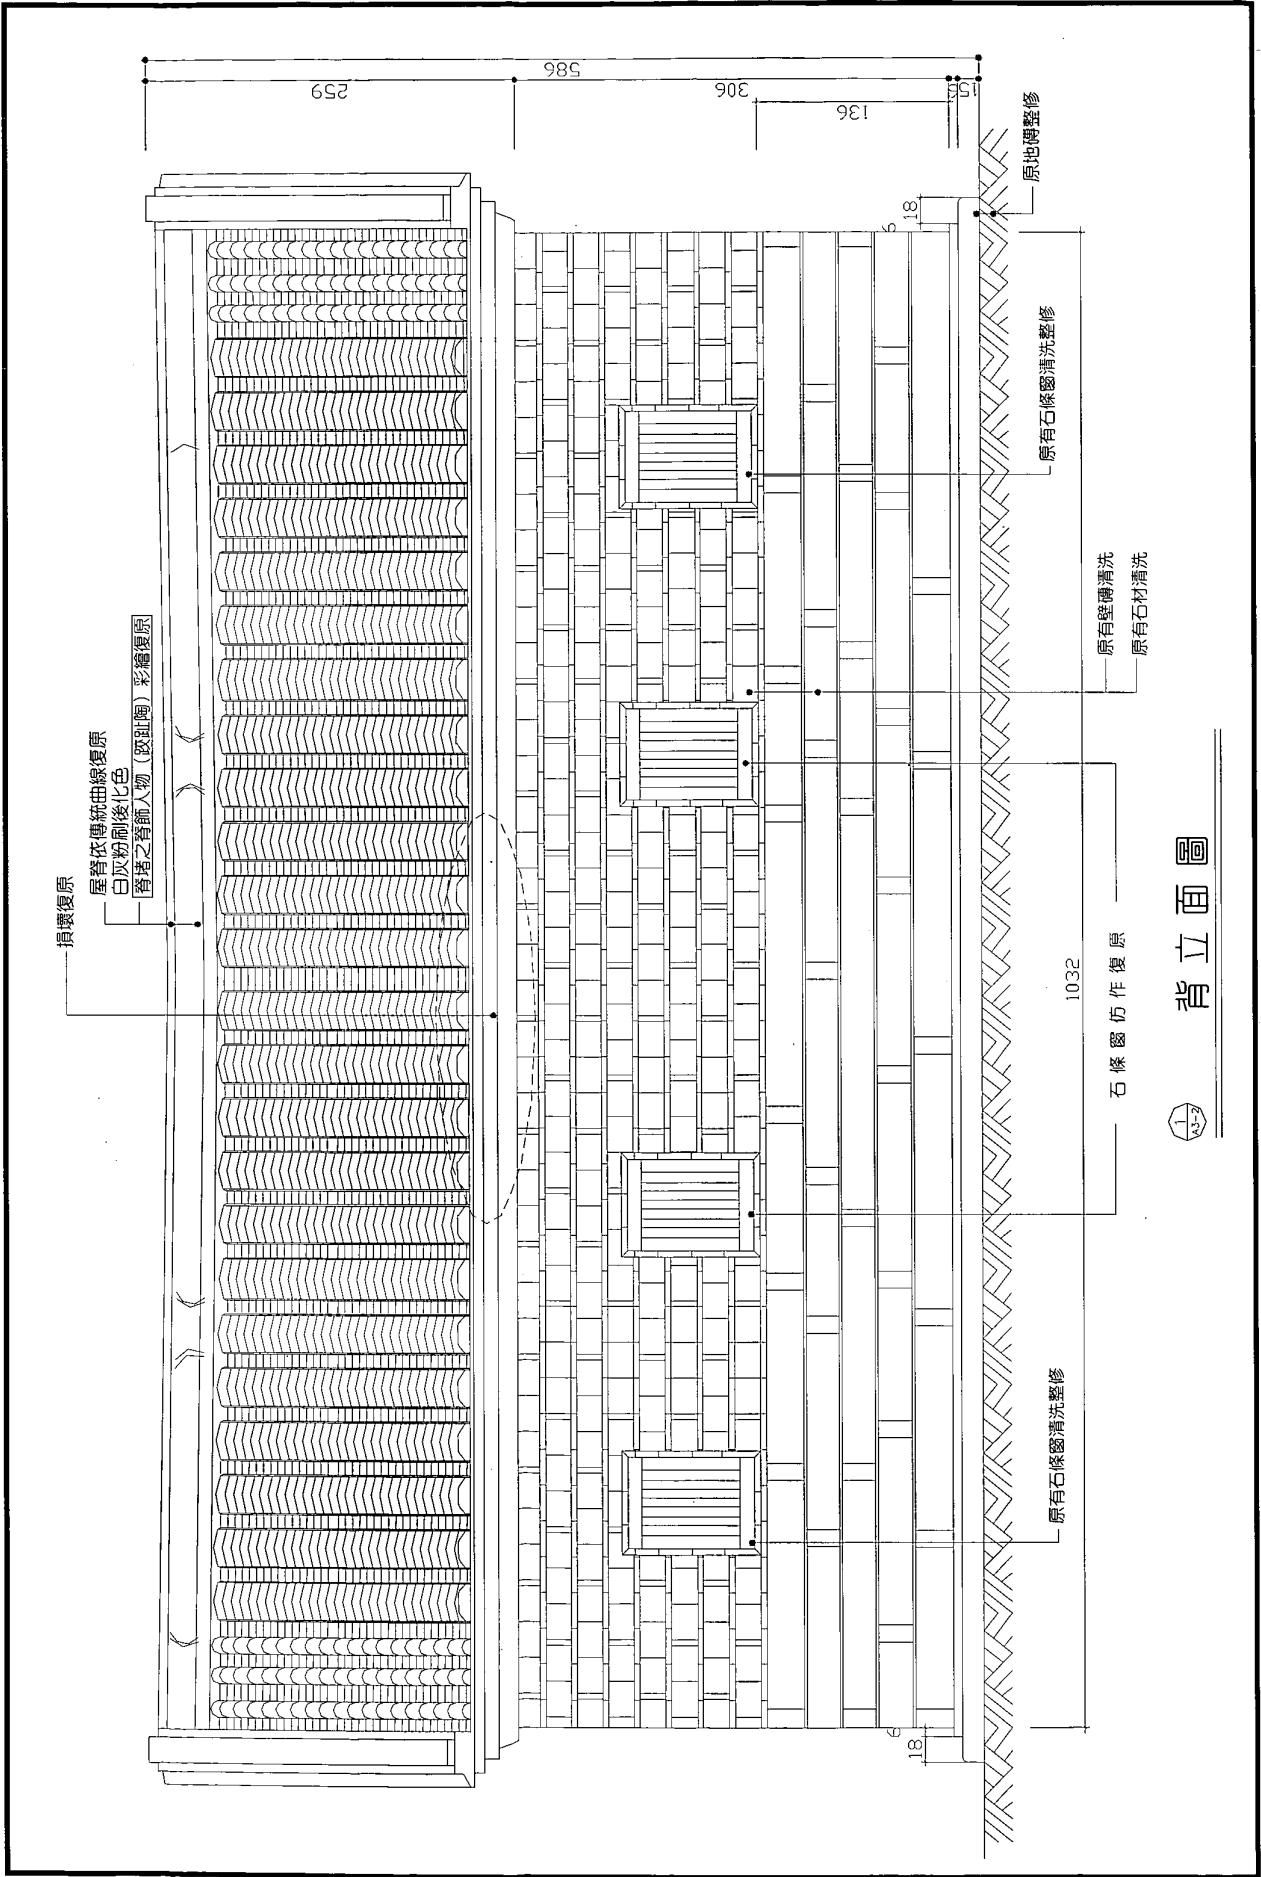 損壞復原
屋脊依傳統曲線復原
白灰粉刷後化色
脊堵之脊飾人物（跤趾陶）彩繪復原
586
259
306
136
15
6
18
6
18
6
原地磚整修
原有石條窗清洗整修
原有壁磚清洗
原有石材清洗
石條窗仿作復原
原有石條窗清洗整修
1032
背立面圖
1
A3-2